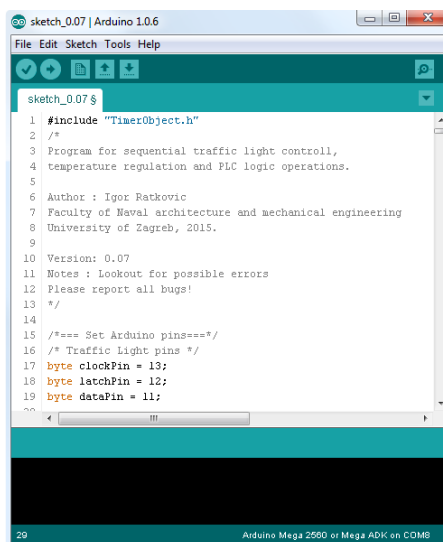 sketch_0.07 | Arduino 1.0.6
File Edit Sketch Tools Help
sketch_0.07 §
1 #include "TimerObject.h"
2 /*
3 Program for sequential traffic light controll,
4 temperature regulation and PLC logic operations.
5
6 Author : Igor Ratkovic
7 Faculty of Naval architecture and mechanical engineering
8 University of Zagreb, 2015.
9
10 Version: 0.07
11 Notes : Lookout for possible errors
12 Please report all bugs!
13 */
14
15 /*=== Set Arduino pins===*/
16 /* Traffic Light pins */
17 byte clockPin = 13;
18 byte latchPin = 12;
19 byte dataPin = 11;
29 Arduino Mega 2560 or Mega ADK on COM8